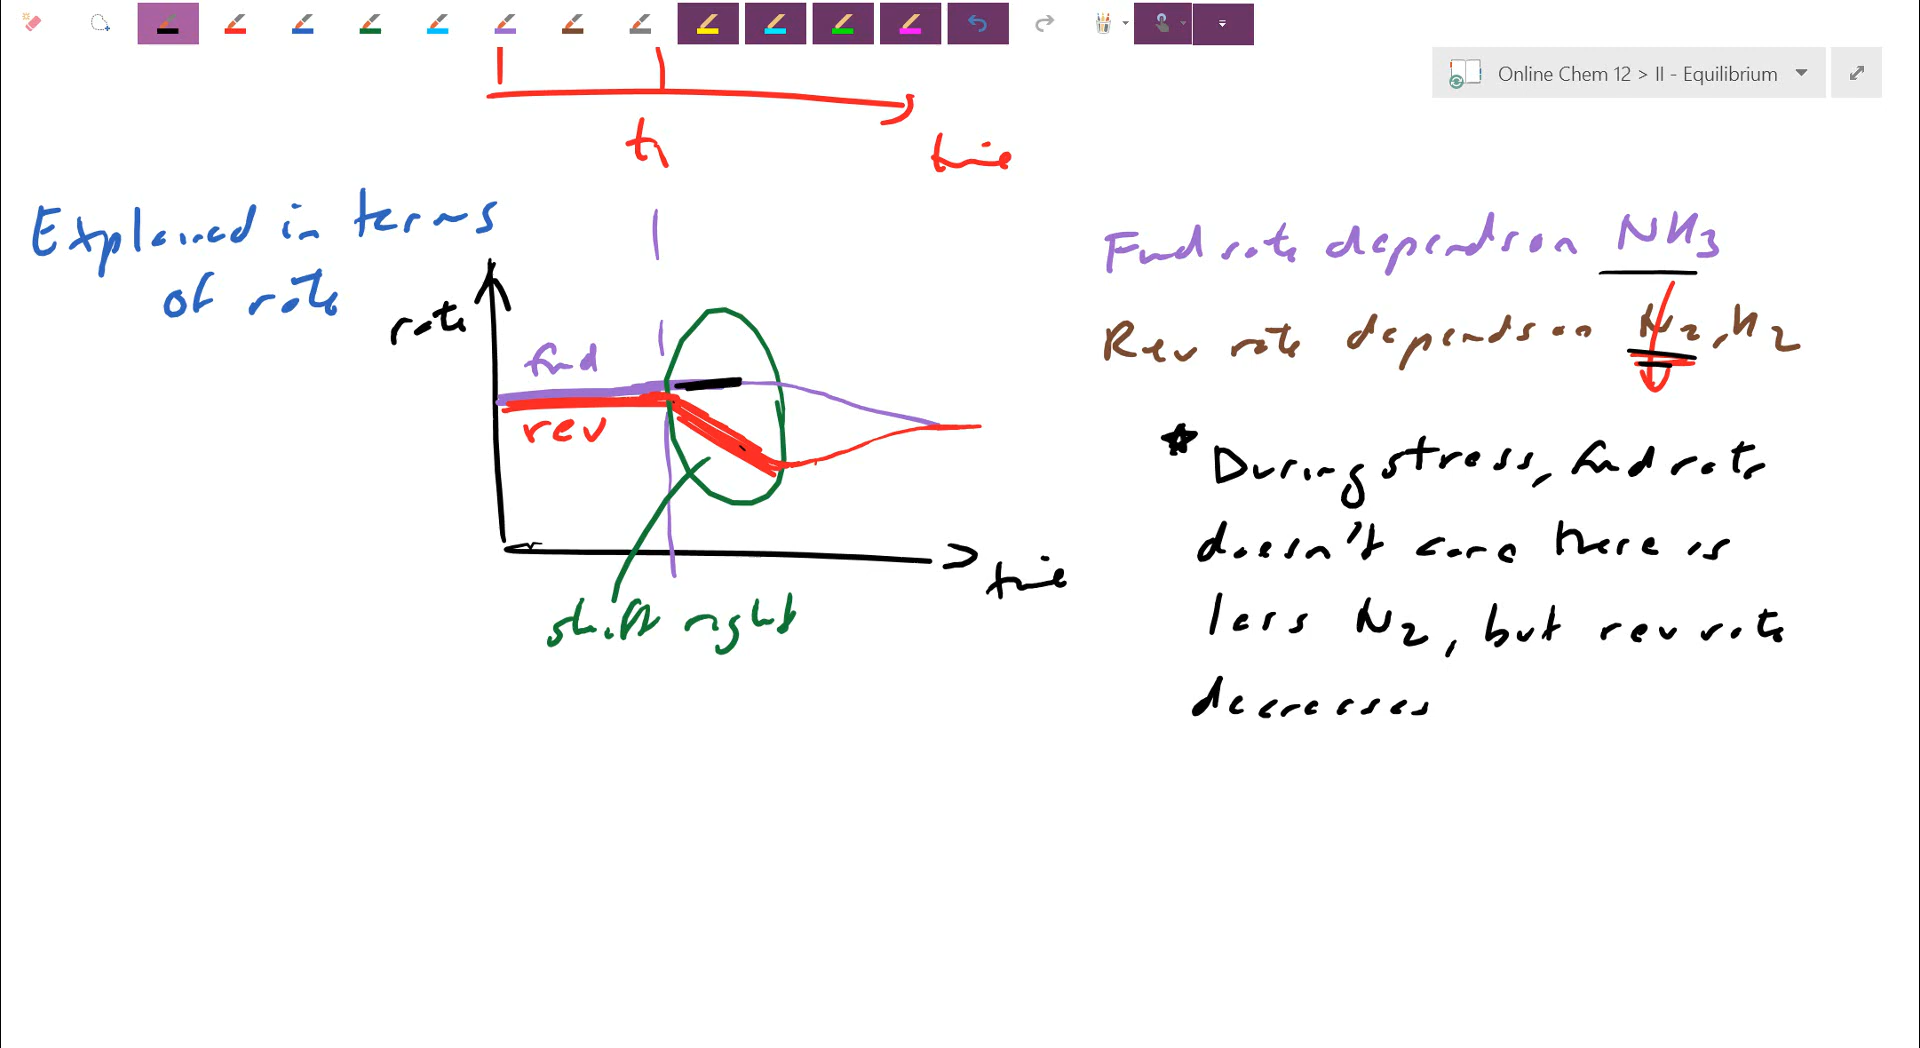 Online Chem 12 > II - Equilibrium
t1
time
Explained in terms
of rate
rate
fwd
rev
time
shift right
Fwd rate depends on NH3
Rev rate depends on N2, H2
* During stress, fwd rate
doesn't care there is
less N2, but rev rate
decreases